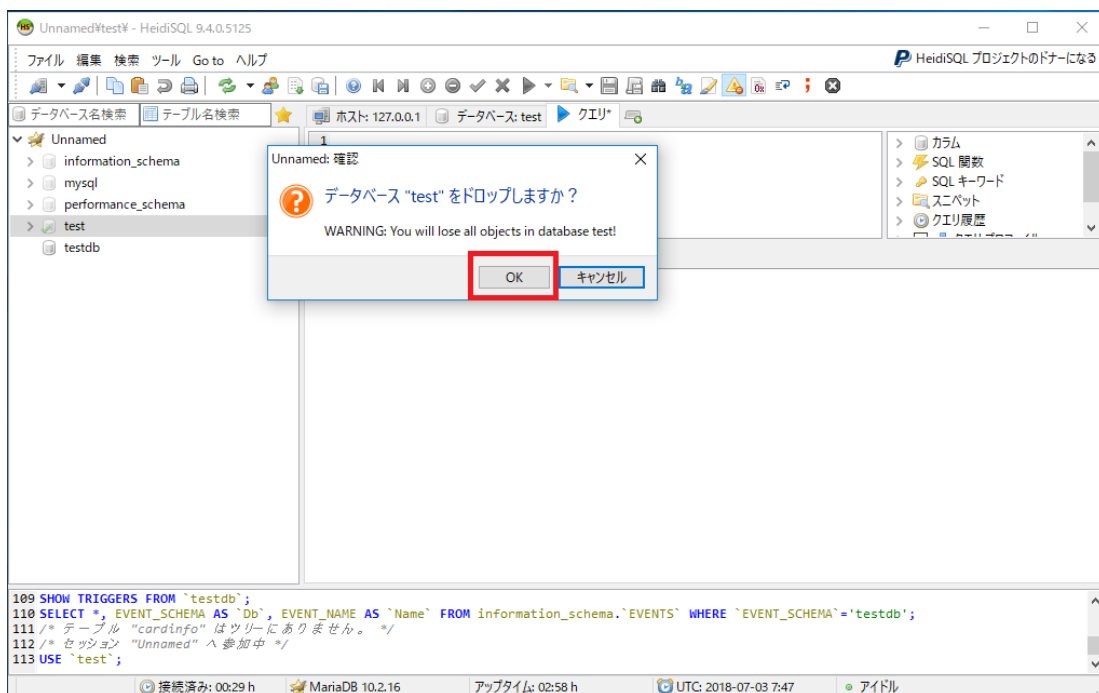 Unnamed¥test¥ - HeidiSQL 9.4.0.5125
ファイル 編集 検索 ツール Go to ヘルプ
HeidiSQL プロジェクトのドナーになる
データベース名検索 テーブル名検索
ホスト: 127.0.0.1 データベース: test クエリ*
Unnamed
information_schema
mysql
performance_schema
test
testdb
1
Unnamed: 確認
データベース "test" をドロップしますか？
WARNING: You will lose all objects in database test!
OK キャンセル
カラム
SQL 関数
SQL キーワード
スニペット
クエリ履歴
109 SHOW TRIGGERS FROM `testdb`;
110 SELECT *, EVENT_SCHEMA AS `Db`, EVENT_NAME AS `Name` FROM information_schema.`EVENTS` WHERE `EVENT_SCHEMA`='testdb';
111 /* テーブル "cardinfo" はツリーにありません。 */
112 /* セッション "Unnamed" へ参加中 */
113 USE `test`;
接続済み: 00:29 h MariaDB 10.2.16 アップタイム: 02:58 h UTC: 2018-07-03 7:47 アイドル